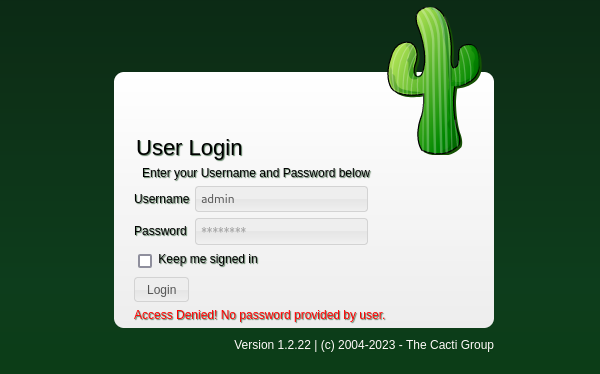 User Login
Enter your Username and Password below
Username admin
Password ********
Keep me signed in
Login
Access Denied! No password provided by user.
Version 1.2.22 | (c) 2004-2023 - The Cacti Group